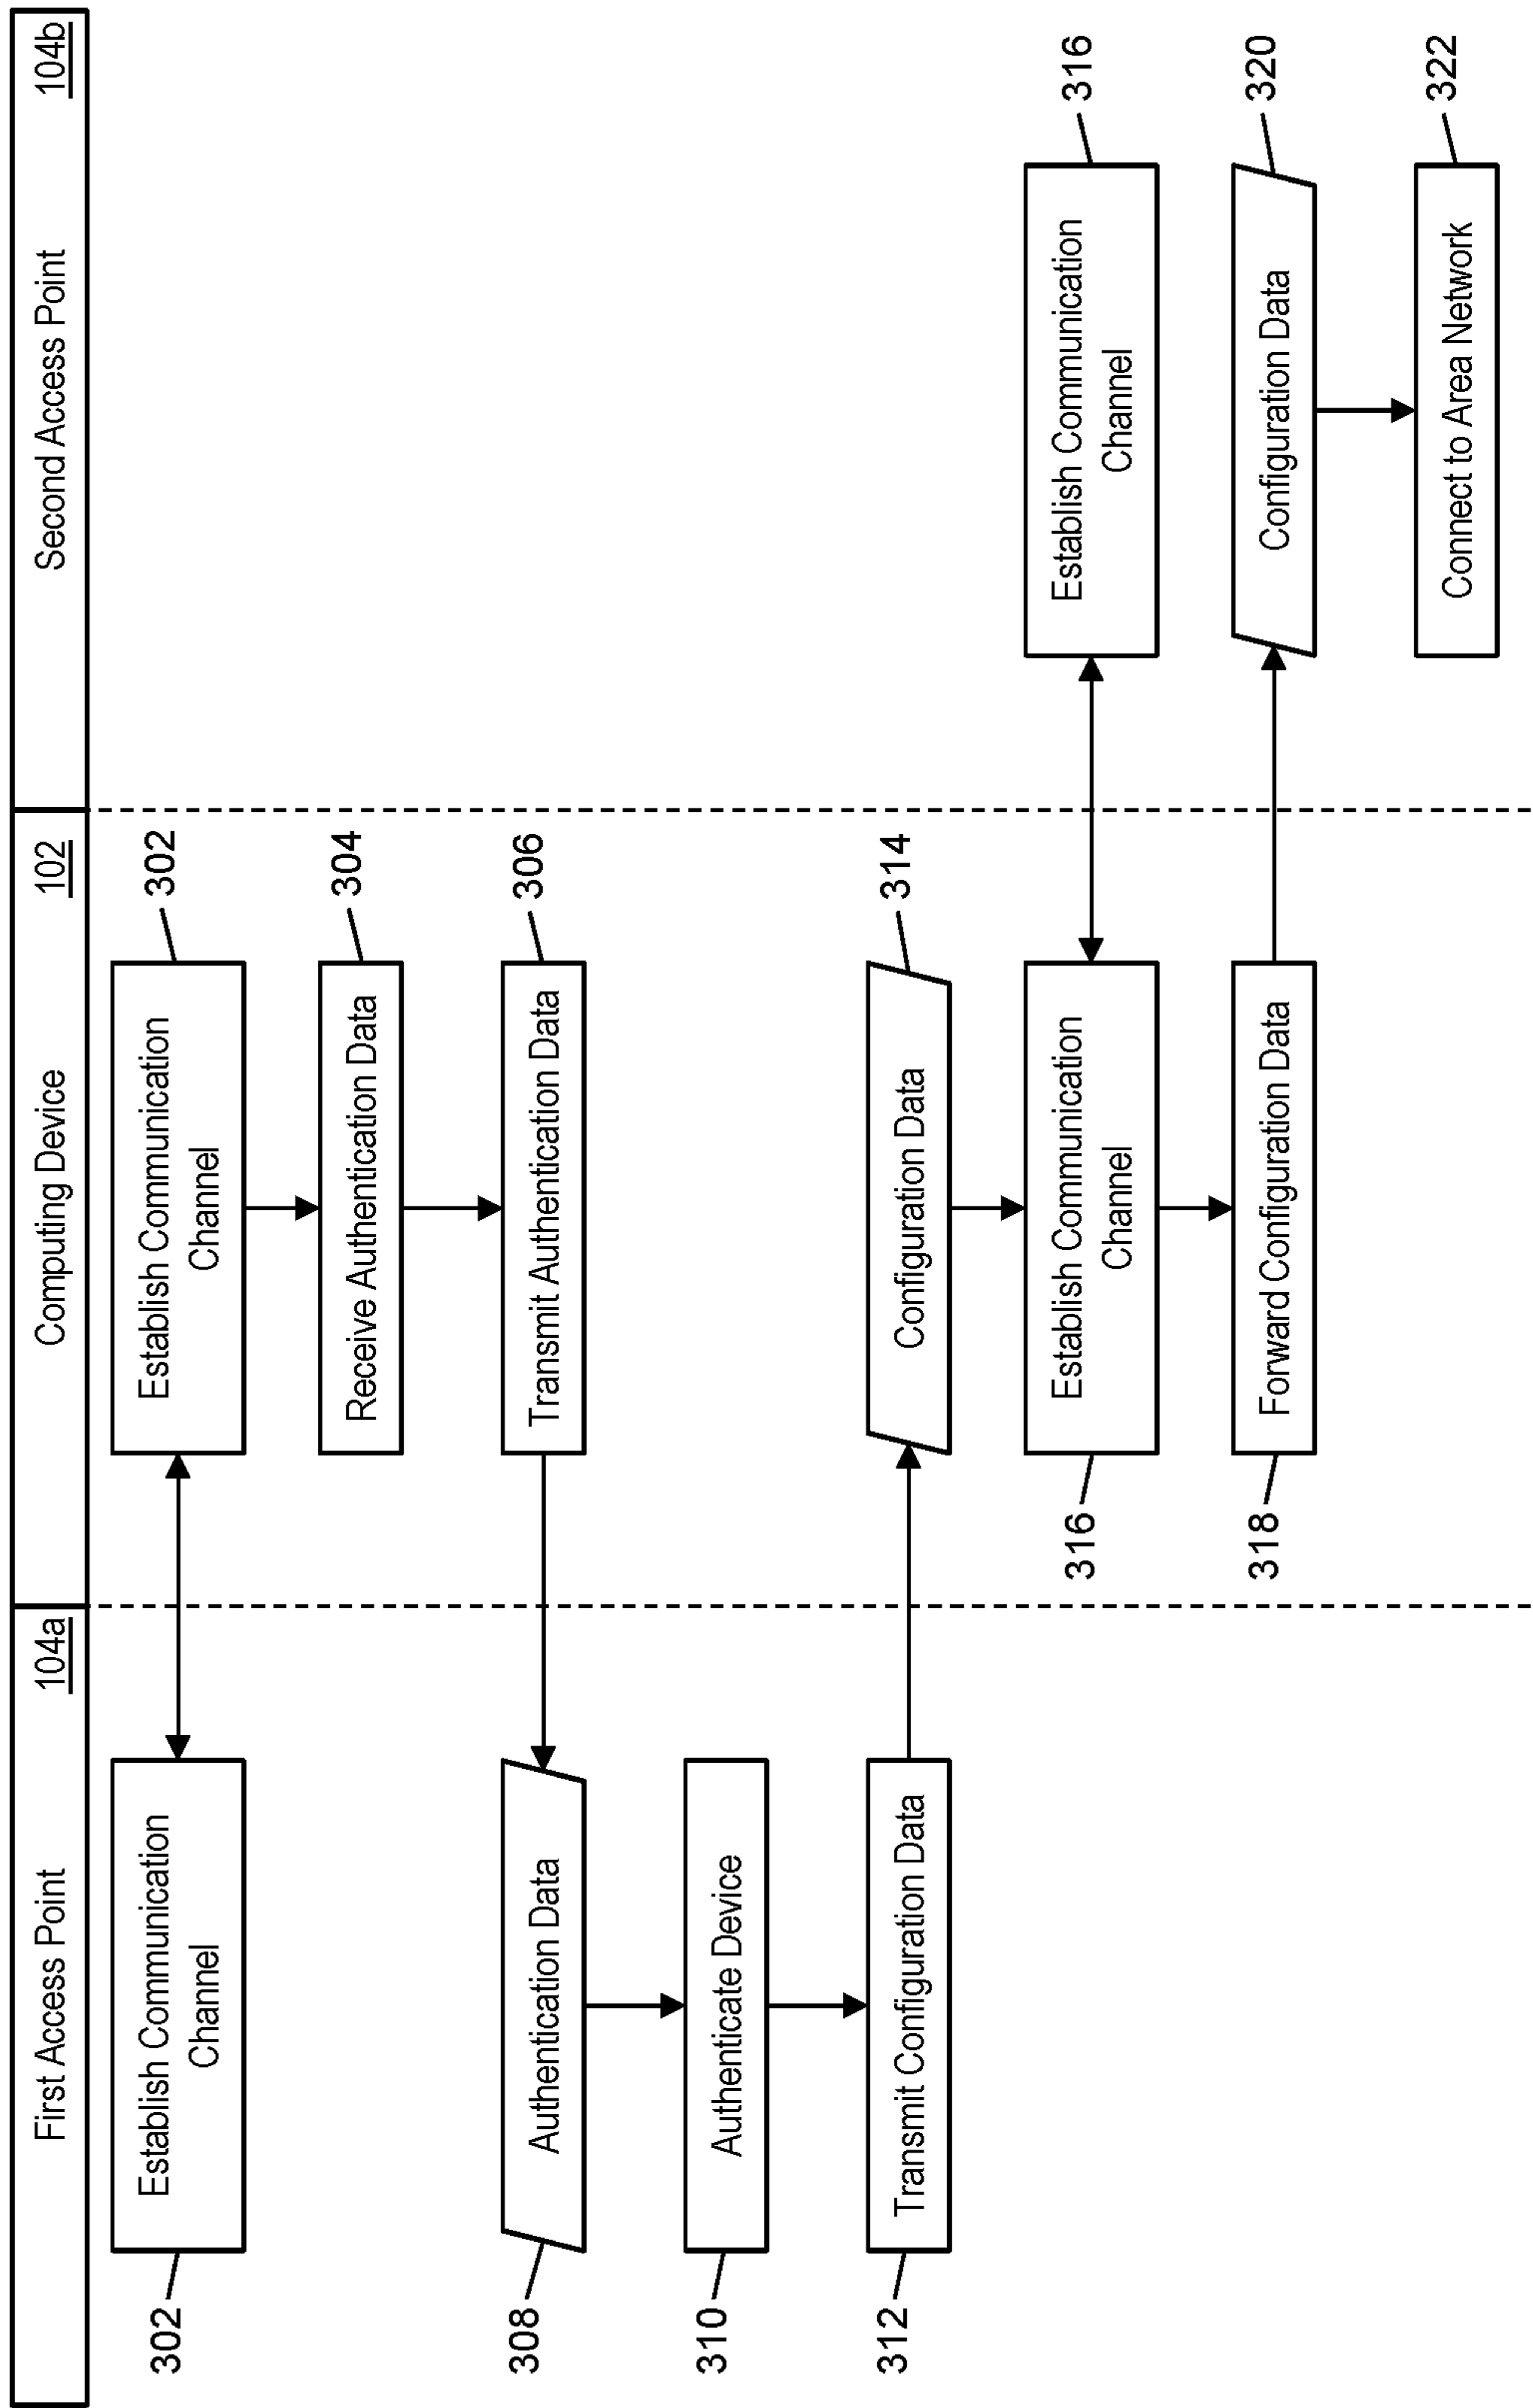 First Access Point
104a
Computing Device
102
Second Access Point
104b
302
Establish Communication
Channel
Establish Communication
Channel
302
Receive Authentication Data
304
Transmit Authentication Data
306
308
Authentication Data
310
Authenticate Device
312
Transmit Configuration Data
Configuration Data
314
316
Establish Communication
Channel
Establish Communication
Channel
316
318
Forward Configuration Data
Configuration Data
320
Connect to Area Network
322